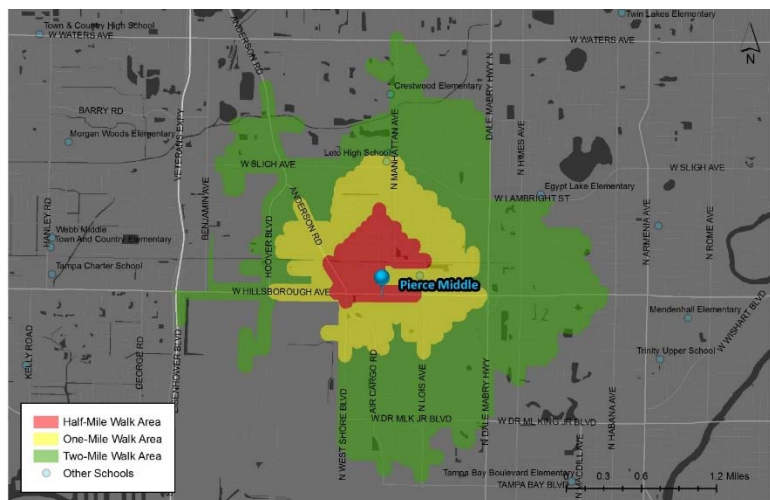 Town & Country High School
W WATERS AVE
ANDERSON RD
Twin Lakes Elementary
W WATERS AVE
N
DALE MABRY HWY N
Crestwood Elementary
BARRY RD
Morgan Woods Elementary
VETERANS EXPY
N MANHATTAN AVE
N HIMES AVE
Leto High School
W SLIGH AVE
W SLIGH AVE
BENJAMIN AVE
ANDERSON RD
W LAMBRIGHT ST
Egypt Lake Elementary
HANLEY RD
Webb Middle
Town And Country Elementary
HOOVER BLVD
N ARMENIA AVE
N ROME AVE
Tampa Charter School
Pierce Middle
W HILLSBOROUGH AVE
Mendenhall Elementary
W WISHART BLVD
KELLY ROAD
GEORGE RD
EISENHOWER BLVD
Trinity Upper School
N WEST SHORE BLVD
AIR CARGO RD
N LOIS AVE
N DALE MABRY HWY
N HABANA AVE
Half-Mile Walk Area
One-Mile Walk Area
Two-Mile Walk Area
Other Schools
W DR MLK JR BLVD
W DR ML KING JR BLVD
N MACDILL AVE
Tampa Bay Boulevard Elementary
TAMPA BAY BLVD
0 0.3 0.6 1.2 Miles